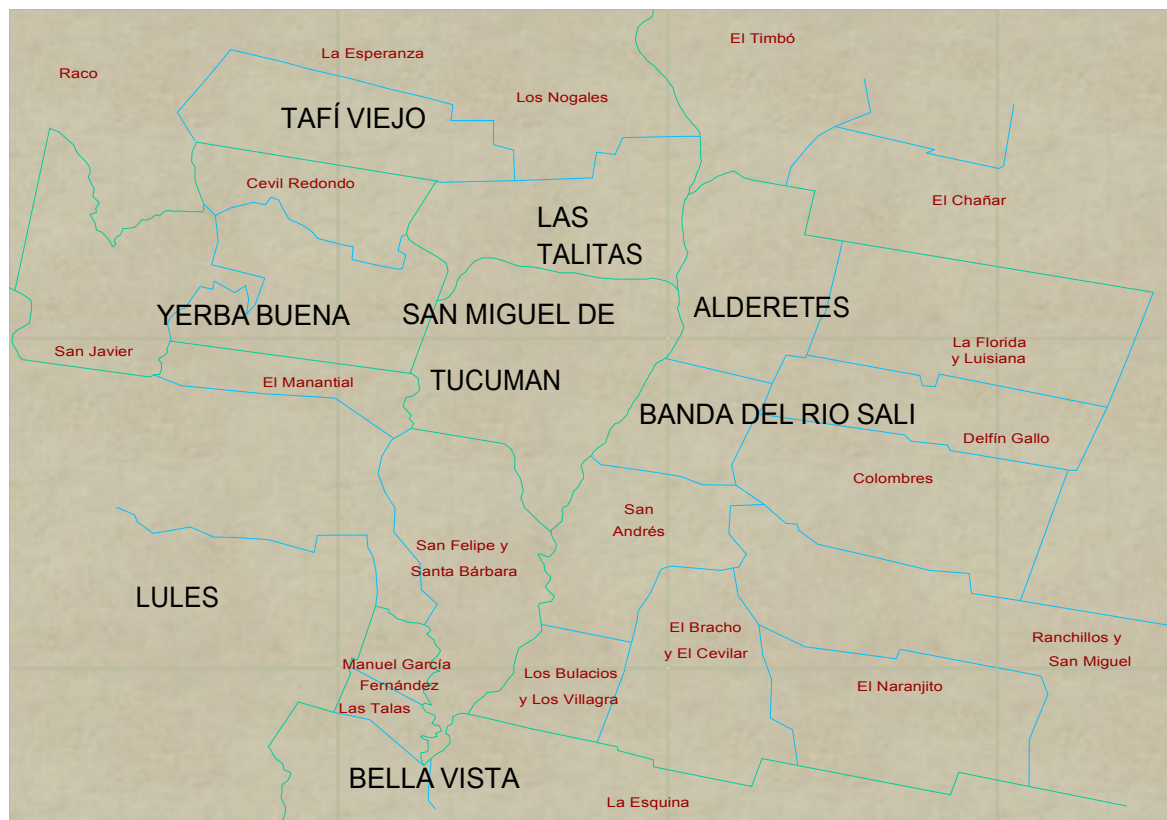 El Timbó
La Esperanza
Raco
Los Nogales
TAFÍ VIEJO
Cevil Redondo
El Chañar
LAS
TALITAS
YERBA BUENA
SAN MIGUEL DE
TUCUMAN
ALDERETES
La Florida
y Luisiana
San Javier
El Manantial
BANDA DEL RIO SALI
Delfín Gallo
Colombres
San
Andrés
San Felipe y
Santa Bárbara
LULES
El Bracho
y El Cevilar
Ranchillos y
San Miguel
Manuel García
Fernández
Los Bulacios
y Los Villagra
El Naranjito
Las Talas
BELLA VISTA
La Esquina